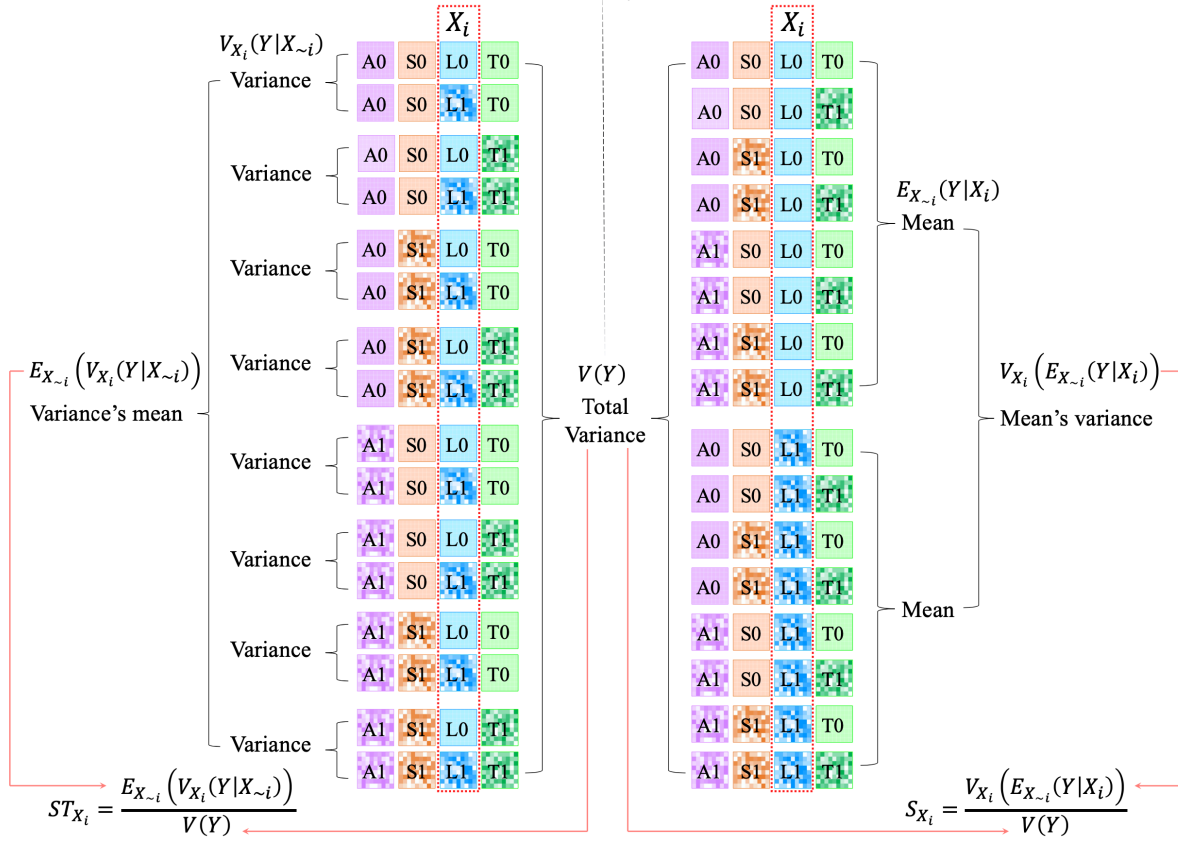 X_i
V_{X_i}(Y|X_{~i})
Variance
A0 S0 L0 T0
A0 S0 L1 T0
Variance
A0 S0 L0 T1
A0 S0 L1 T1
Variance
A0 S1 L0 T0
A0 S1 L1 T0
Variance
A0 S1 L0 T1
A0 S1 L1 T1
Variance
A1 S0 L0 T0
A1 S0 L1 T0
Variance
A1 S0 L0 T1
A1 S0 L1 T1
Variance
A1 S1 L0 T0
A1 S1 L1 T0
Variance
A1 S1 L0 T1
A1 S1 L1 T1
E_{X_{~i}}(V_{X_i}(Y|X_{~i}))
Variance's mean
ST_{X_i} = E_{X_{~i}}(V_{X_i}(Y|X_{~i})) / V(Y)
V(Y)
Total
Variance
X_i
A0 S0 L0 T0
A0 S0 L0 T1
A0 S1 L0 T0
A0 S1 L0 T1
A1 S0 L0 T0
A1 S0 L0 T1
A1 S1 L0 T0
A1 S1 L0 T1
A0 S0 L1 T0
A0 S0 L1 T1
A0 S1 L1 T0
A0 S1 L1 T1
A1 S0 L1 T0
A1 S0 L1 T1
A1 S1 L1 T0
A1 S1 L1 T1
E_{X_{~i}}(Y|X_i)
Mean
Mean
V_{X_i}(E_{X_{~i}}(Y|X_i))
Mean's variance
S_{X_i} = V_{X_i}(E_{X_{~i}}(Y|X_i)) / V(Y)